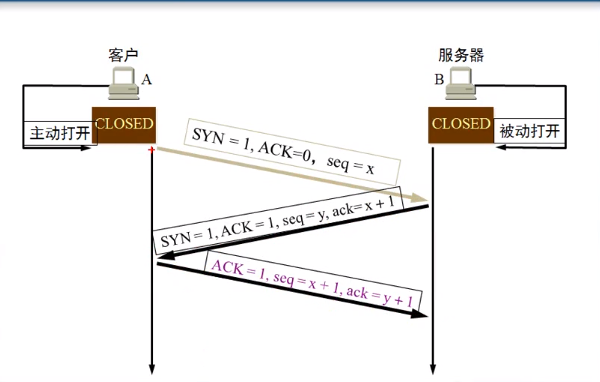 客户
服务器
A
B
CLOSED
CLOSED
主动打开
被动打开
SYN = 1, ACK=0，seq = x
SYN = 1, ACK = 1, seq = y, ack= x + 1
ACK = 1, seq = x + 1, ack = y + 1